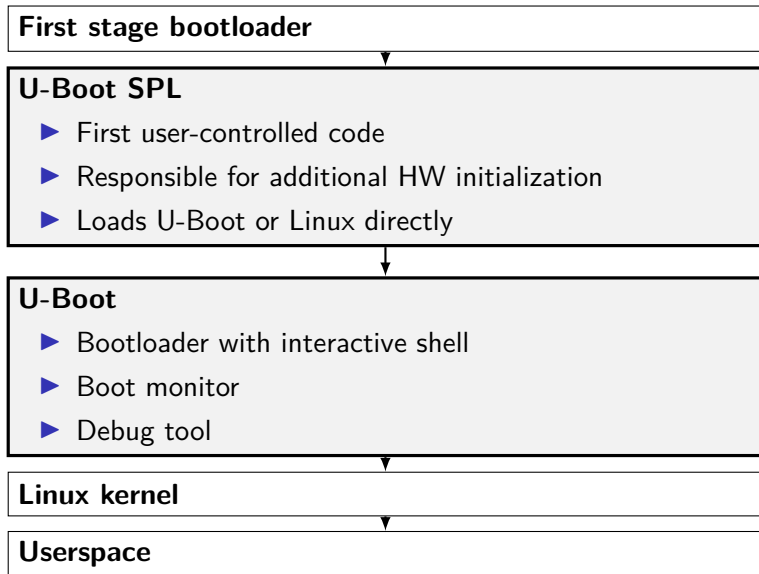 First stage bootloader
U-Boot SPL
First user-controlled code
Responsible for additional HW initialization
Loads U-Boot or Linux directly
U-Boot
Bootloader with interactive shell
Boot monitor
Debug tool
Linux kernel
Userspace